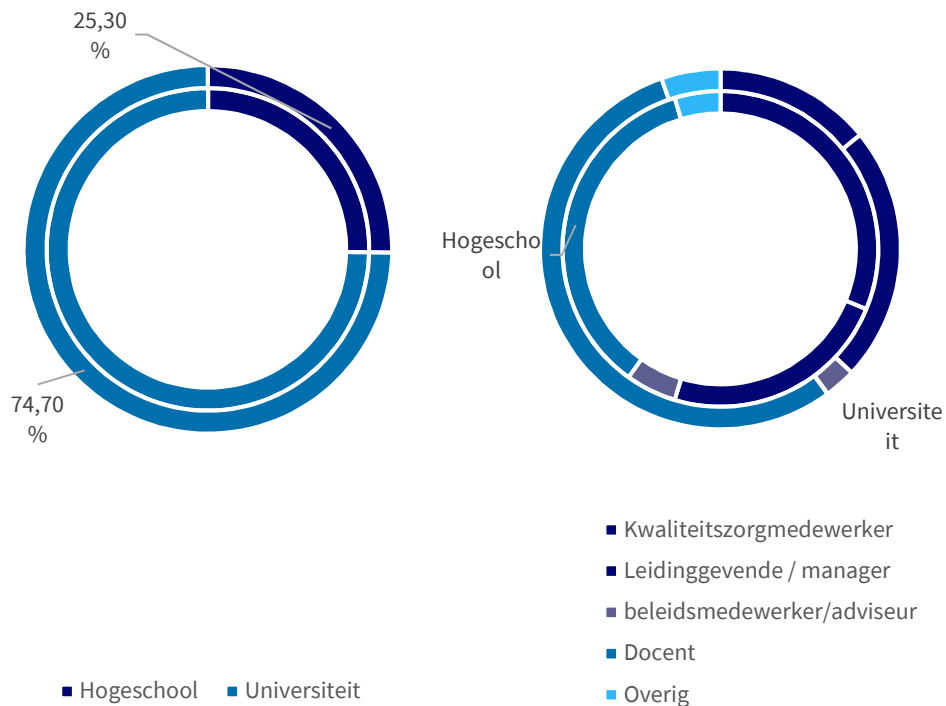 25,30
%
74,70
%
Hogeschool
Universiteit
Hogescho
ol
Universite
it
Kwaliteitszorgmedewerker
Leidinggevende / manager
beleidsmedewerker/adviseur
Docent
Overig